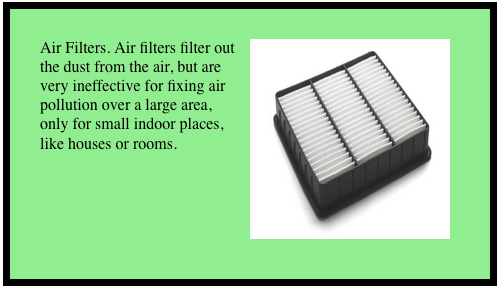 Air Filters. Air filters filter out
the dust from the air, but are
very ineffective for fixing air
pollution over a large area,
only for small indoor places,
like houses or rooms.